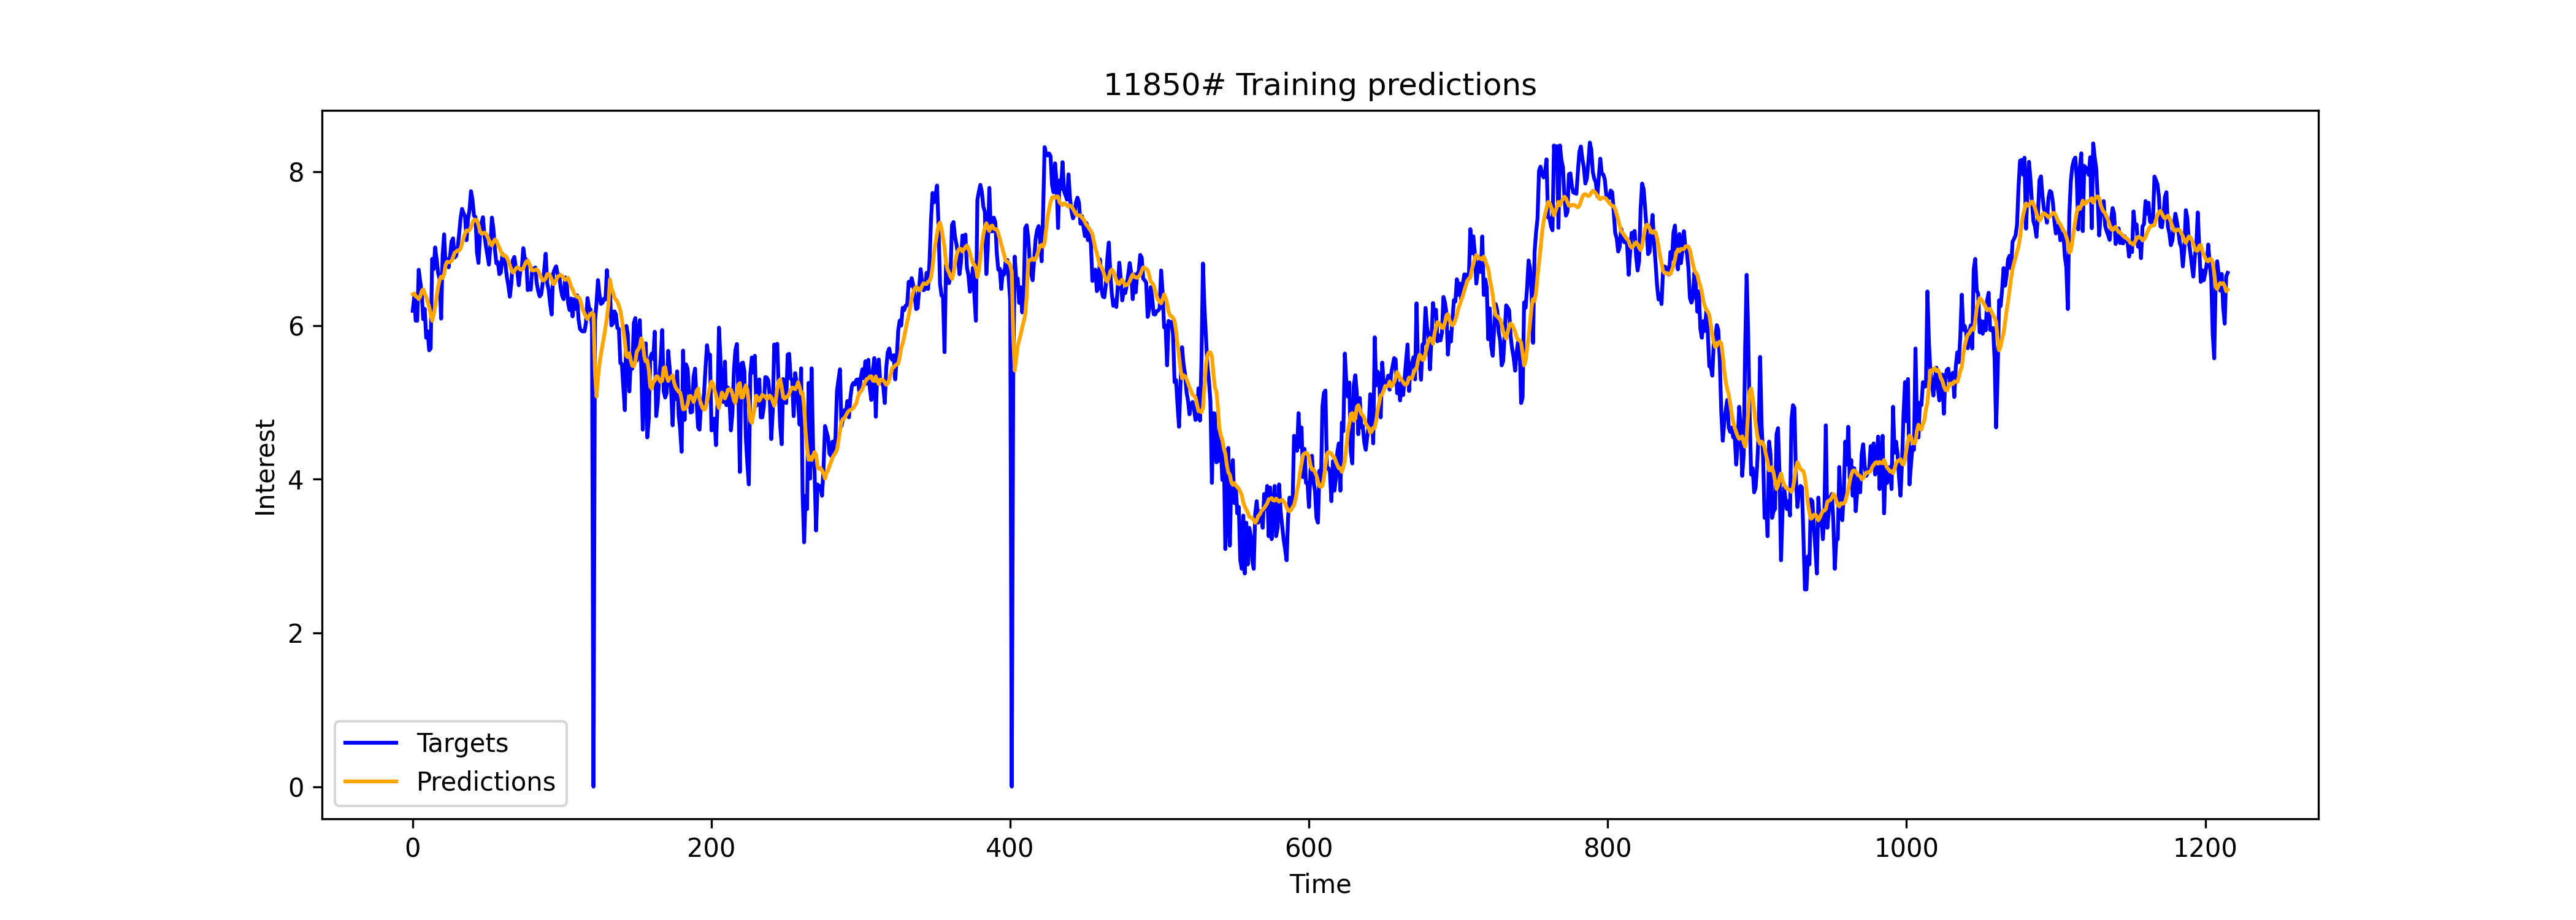 11850# Training predictions
Interest
8
6
4
2
0
Targets
Predictions
0 200 400 600 800 1000 1200
Time